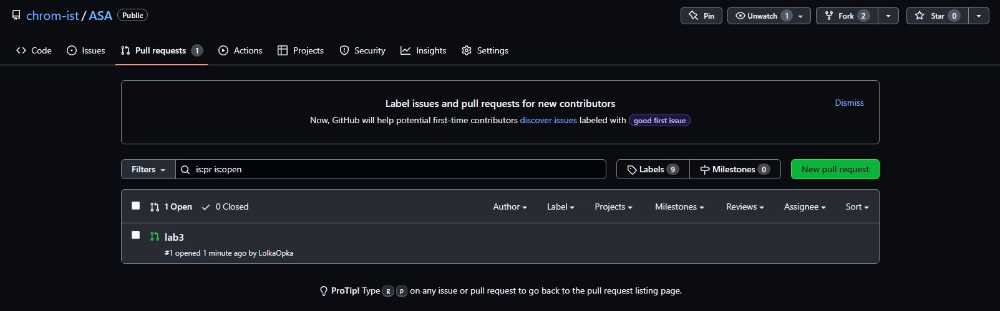 chrom-ist / ASA Public
Pin Unwatch 1 Fork 2 Star 0
Code Issues Pull requests 1 Actions Projects Security Insights Settings
Label issues and pull requests for new contributors
Dismiss
Now, GitHub will help potential first-time contributors discover issues labeled with good first issue
Filters is:pr is:open Labels 9 Milestones 0 New pull request
1 Open 0 Closed Author Label Projects Milestones Reviews Assignee Sort
lab3
#1 opened 1 minute ago by LolkaOpka
ProTip! Type g p on any issue or pull request to go back to the pull request listing page.